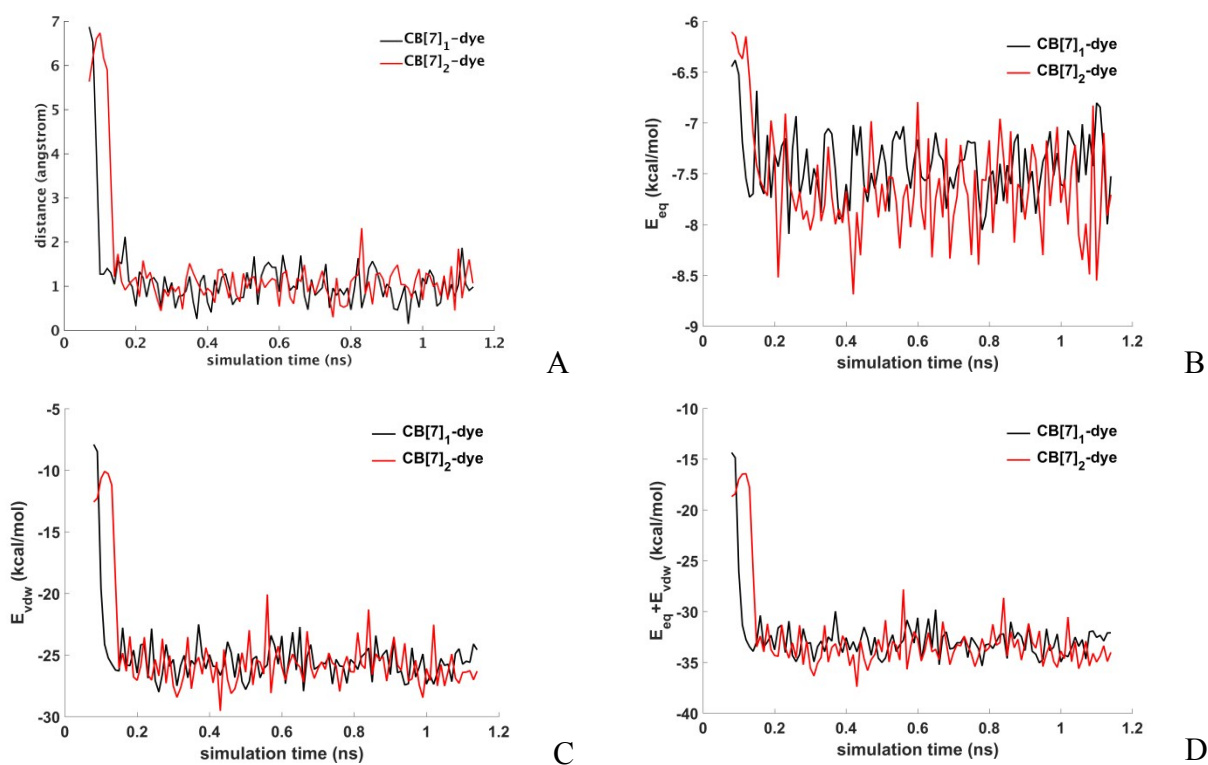 7
6
5
4
3
2
1
0
distance (angstrom)
CB[7]₁-dye
CB[7]₂-dye
0 0.2 0.4 0.6 0.8 1 1.2
simulation time (ns)
A
-6
-6.5
-7
-7.5
-8
-8.5
-9
E_eq (kcal/mol)
CB[7]₁-dye
CB[7]₂-dye
0 0.2 0.4 0.6 0.8 1 1.2
simulation time (ns)
B
-5
-10
-15
-20
-25
-30
E_vdw (kcal/mol)
CB[7]₁-dye
CB[7]₂-dye
0 0.2 0.4 0.6 0.8 1 1.2
simulation time (ns)
C
-10
-15
-20
-25
-30
-35
-40
E_eq+E_vdw (kcal/mol)
CB[7]₁-dye
CB[7]₂-dye
0 0.2 0.4 0.6 0.8 1 1.2
simulation time (ns)
D